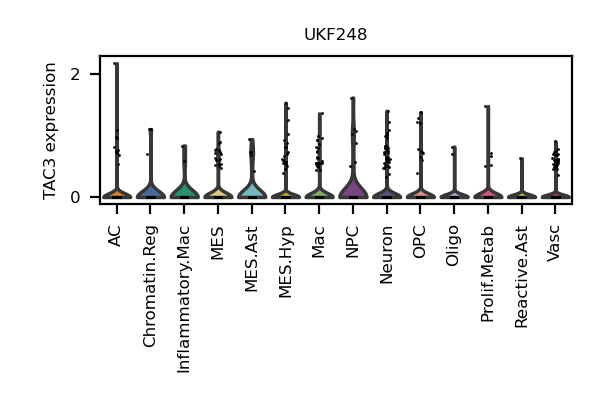 UKF248
TAC3 expression
2
0
AC
Chromatin.Reg
Inflammatory.Mac
MES
MES.Ast
MES.Hyp
Mac
NPC
Neuron
OPC
Oligo
Prolif.Metab
Reactive.Ast
Vasc